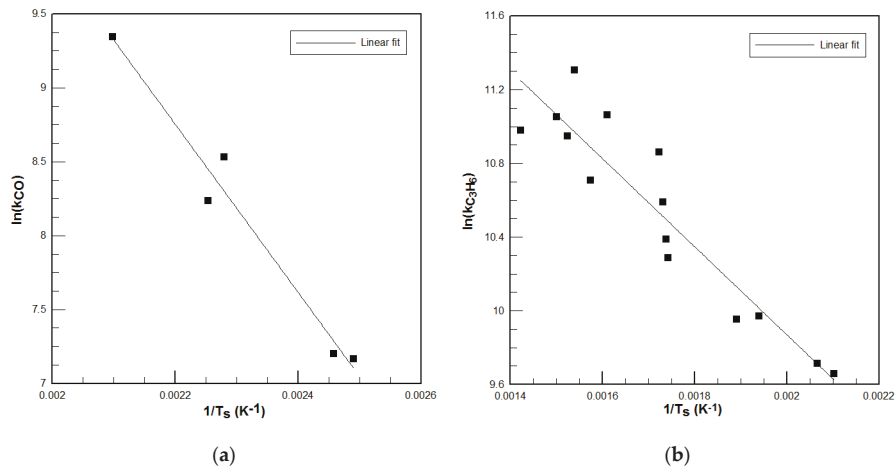 9.5
9
8.5
8
7.5
7
0.002
0.0022
0.0024
0.0026
ln(kCO)
1/TS (K-1)
Linear fit
(a)
11.6
11.2
10.8
10.4
10
9.6
0.0014
0.0016
0.0018
0.002
0.0022
ln(kC3H6)
1/TS (K-1)
Linear fit
(b)